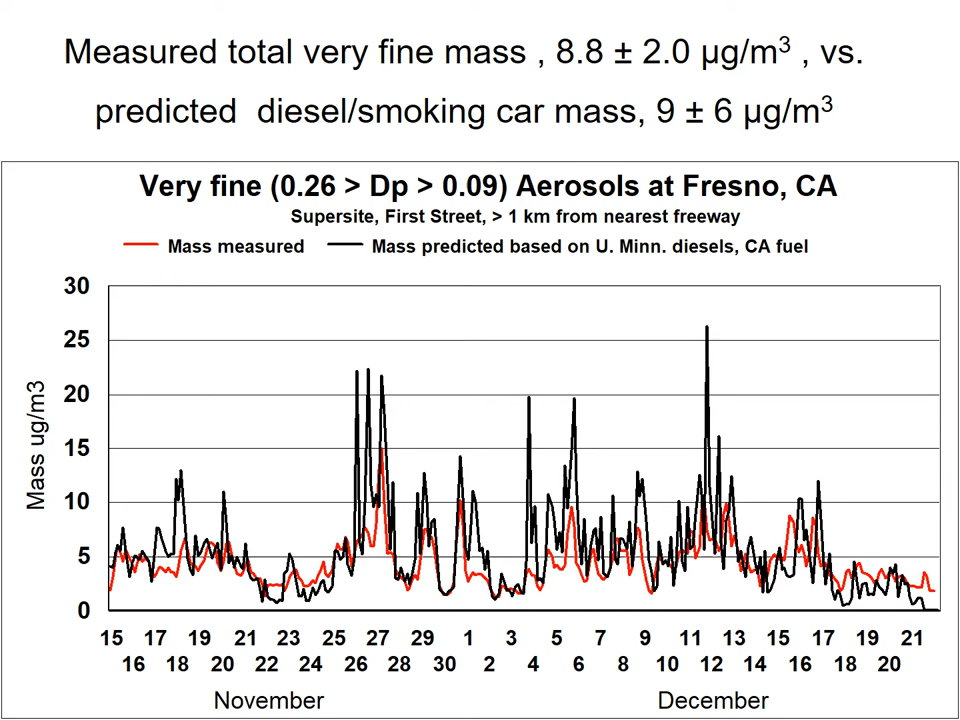 Measured total very fine mass , 8.8 ± 2.0 µg/m³ , vs.
predicted diesel/smoking car mass, 9 ± 6 µg/m³
Very fine (0.26 > Dp > 0.09) Aerosols at Fresno, CA
Supersite, First Street, > 1 km from nearest freeway
Mass measured Mass predicted based on U. Minn. diesels, CA fuel
30
25
20
15
10
5
0
Mass ug/m3
15 17 19 21 23 25 27 29 1 3 5 7 9 11 13 15 17 19 21
16 18 20 22 24 26 28 30 2 4 6 8 10 12 14 16 18 20
November December